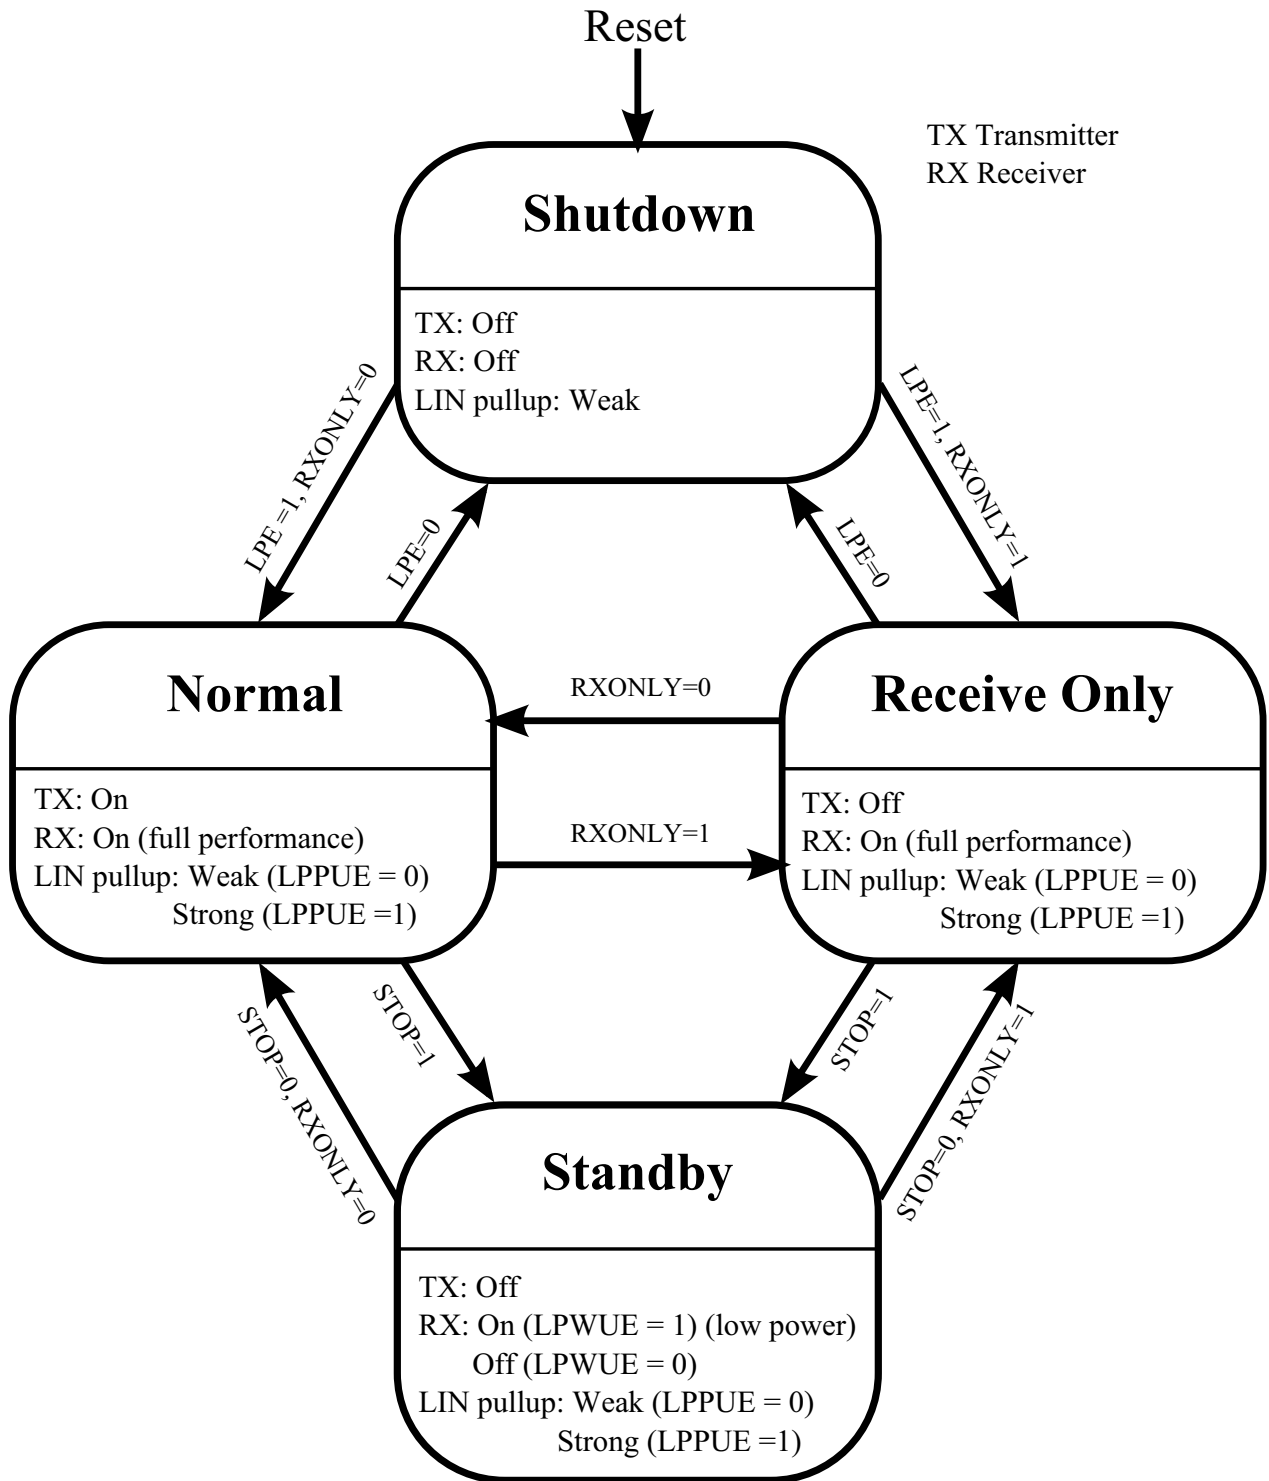 Reset
TX Transmitter
RX Receiver
Shutdown
TX: Off
RX: Off
LIN pullup: Weak
LPE =1, RXONLY=0
LPE=0
LPE=0
LPE=1, RXONLY=1
Normal
TX: On
RX: On (full performance)
LIN pullup: Weak (LPPUE = 0)
Strong (LPPUE =1)
RXONLY=0
RXONLY=1
Receive Only
TX: Off
RX: On (full performance)
LIN pullup: Weak (LPPUE = 0)
Strong (LPPUE =1)
STOP=0, RXONLY=0
STOP=1
STOP=1
STOP=0, RXONLY=1
Standby
TX: Off
RX: On (LPWUE = 1) (low power)
Off (LPWUE = 0)
LIN pullup: Weak (LPPUE = 0)
Strong (LPPUE =1)